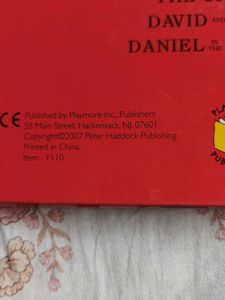 DAVID AND
DANIEL IN THE
CE Published by Playmore Inc., Publishers
58 Main Street, Hackensack, N.J. 07601
Copyright©2007 Peter Haddock Publishing
Printed in China
Item : Y110